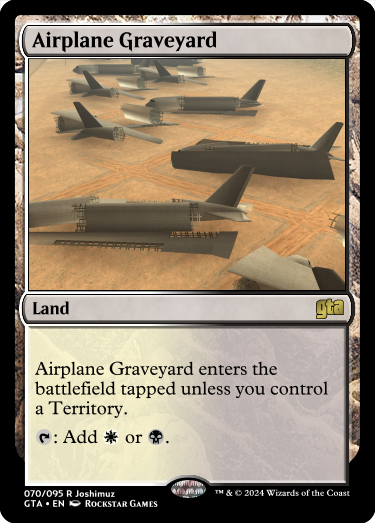 Airplane Graveyard
Land
gta
Airplane Graveyard enters the
battlefield tapped unless you control
a Territory.
: Add or .
070/095 R Joshimuz
GTA • EN ROCKSTAR GAMES
™ & © 2024 Wizards of the Coast